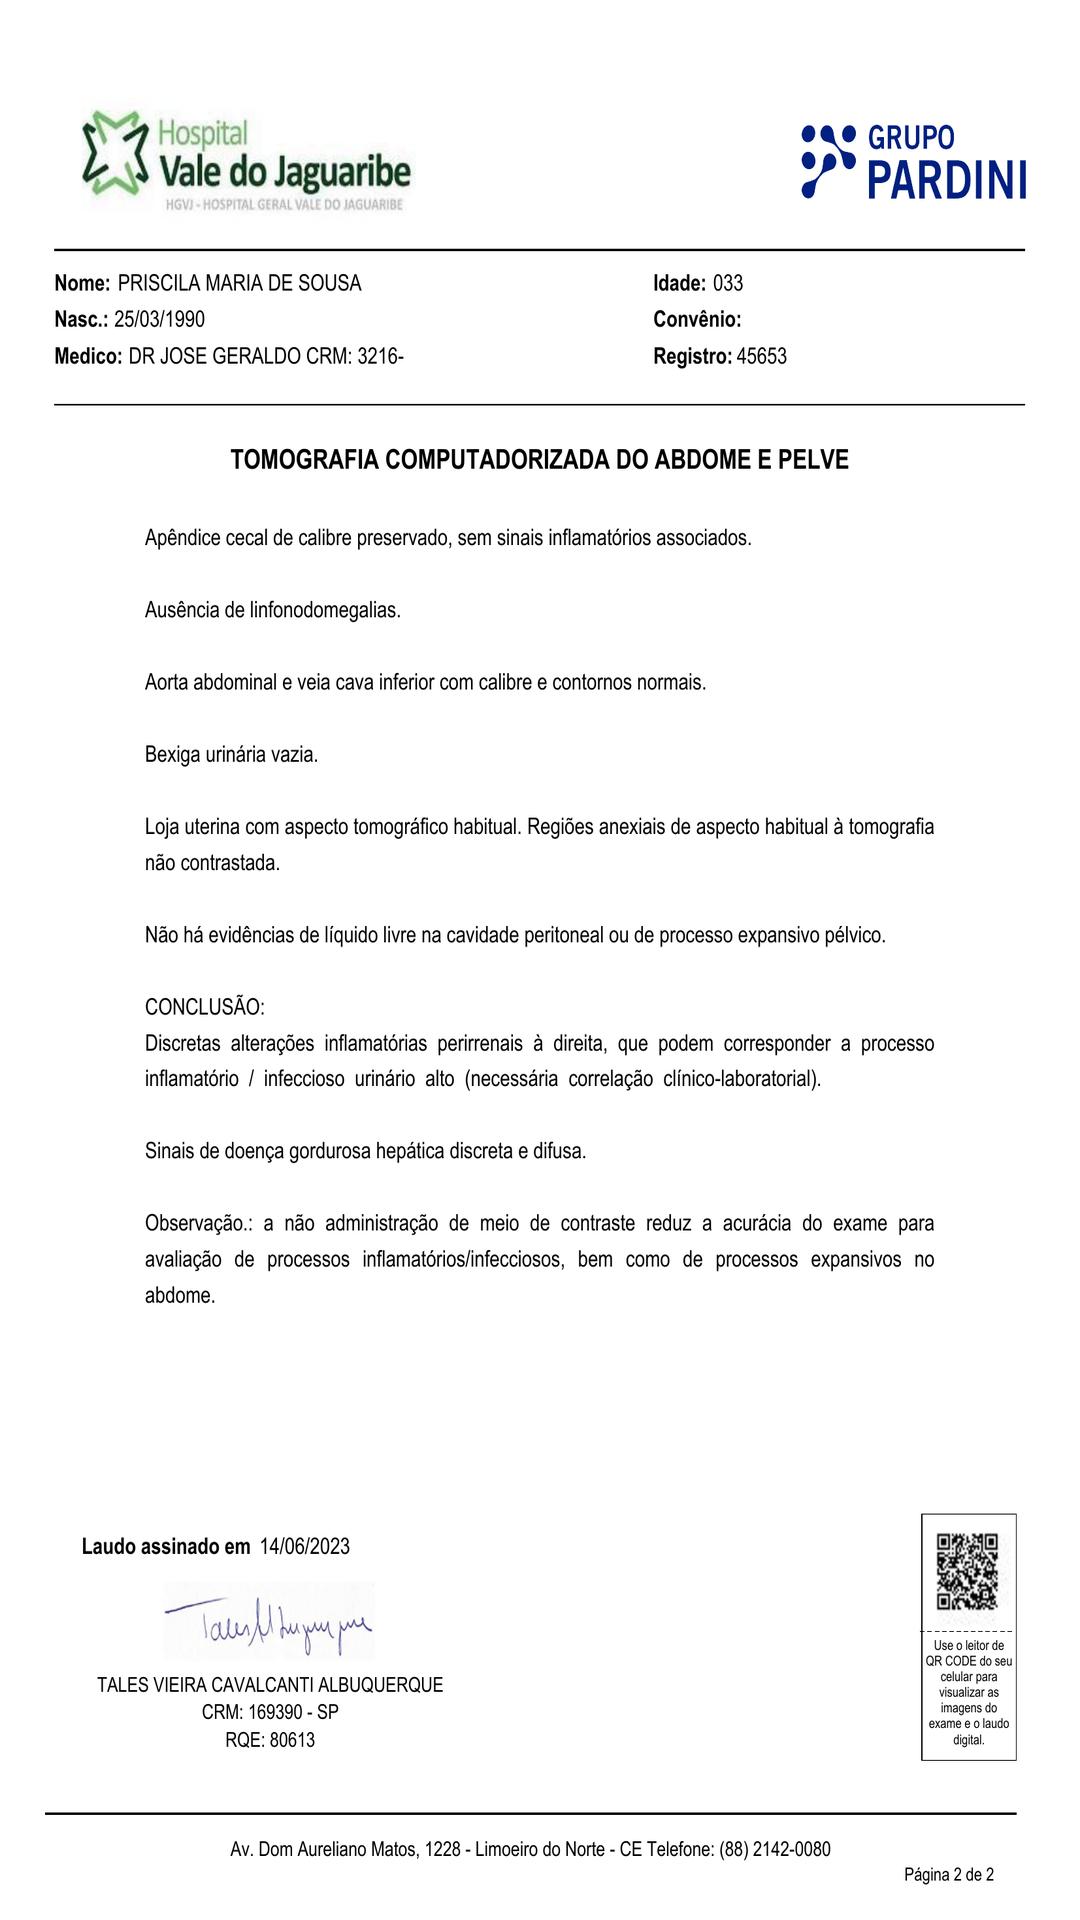 Hospital
Vale do Jaguaribe
HGVJ - HOSPITAL GERAL VALE DO JAGUARIBE
GRUPO
PARDINI
Nome: PRISCILA MARIA DE SOUSA
Idade: 033
Nasc.: 25/03/1990
Convênio:
Medico: DR JOSE GERALDO CRM: 3216-
Registro: 45653
TOMOGRAFIA COMPUTADORIZADA DO ABDOME E PELVE
Apêndice cecal de calibre preservado, sem sinais inflamatórios associados.
Ausência de linfonodomegalias.
Aorta abdominal e veia cava inferior com calibre e contornos normais.
Bexiga urinária vazia.
Loja uterina com aspecto tomográfico habitual. Regiões anexiais de aspecto habitual à tomografia
não contrastada.
Não há evidências de líquido livre na cavidade peritoneal ou de processo expansivo pélvico.
CONCLUSÃO:
Discretas alterações inflamatórias perirrenais à direita, que podem corresponder a processo
inflamatório / infeccioso urinário alto (necessária correlação clínico-laboratorial).
Sinais de doença gordurosa hepática discreta e difusa.
Observação.: a não administração de meio de contraste reduz a acurácia do exame para
avaliação de processos inflamatórios/infecciosos, bem como de processos expansivos no
abdome.
Laudo assinado em 14/06/2023
Tales Albuquerque
TALES VIEIRA CAVALCANTI ALBUQUERQUE
CRM: 169390 - SP
RQE: 80613
Use o leitor de
QR CODE do seu
celular para
visualizar as
imagens do
exame e o laudo
digital.
Av. Dom Aureliano Matos, 1228 - Limoeiro do Norte - CE Telefone: (88) 2142-0080
Página 2 de 2